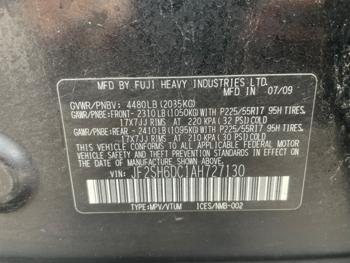 MFD. BY FUJI HEAVY INDUSTRIES LTD.
07/09
GVWR/PNBV: 4480LB (2035KG)
GAWR/PNBE:FRONT- 2310LB(1050KG)WITH P225/55R17 95H TIRES,
17X7JJ RIMS AT 220 KPA( 32 PSI)COLD
GAWR/PNBE:REAR -2410LB(1095KG)WITH P225/55R17 95H TIRES,
17X7JJ RIMS AT 210 KPA( 30 PSI)COLD
THIS VEHICLE CONFORMS TO ALL APPLICABLE
FEDERAL MOTOR VEHICLE SAFETY AND
STANDARDS IN EFFECT ON THE DATE OF
MANUFACTURE SHOWN ABOVE.
VIN: JF2SH6DC1AH727130
TYPE:MPV/VTUM ICES/NMB-002